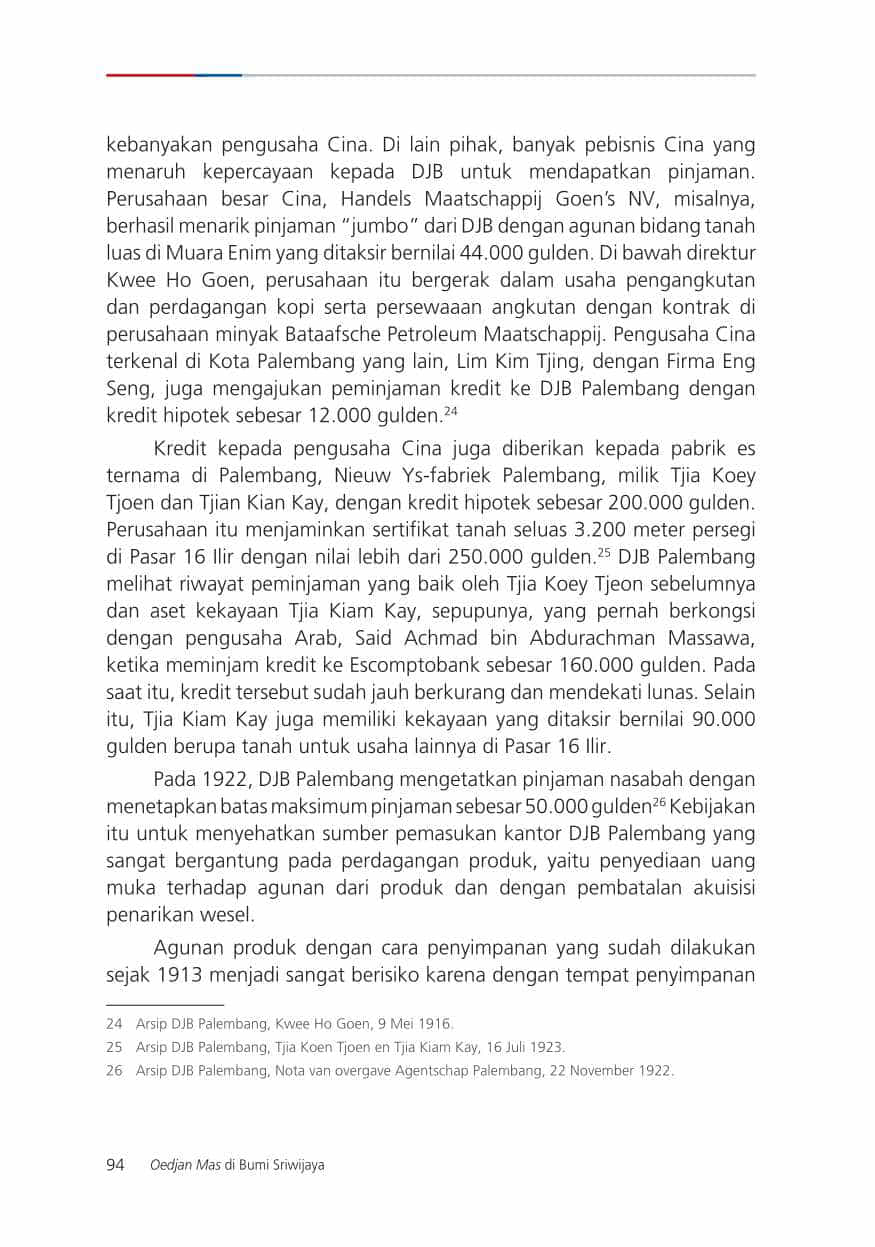 kebanyakan pengusaha Cina. Di lain pihak, banyak pebisnis Cina yang
menaruh kepercayaan kepada DJB untuk mendapatkan pinjaman.
Perusahaan besar Cina, Handels Maatschappij Goen’s NV, misalnya,
berhasil menarik pinjaman “jumbo” dari DJB dengan agunan bidang tanah
luas di Muara Enim yang ditaksir bernilai 44.000 gulden. Di bawah direktur
Kwee Ho Goen, perusahaan itu bergerak dalam usaha pengangkutan
dan perdagangan kopi serta persewaaan angkutan dengan kontrak di
perusahaan minyak Bataafsche Petroleum Maatschappij. Pengusaha Cina
terkenal di Kota Palembang yang lain, Lim Kim Tjing, dengan Firma Eng
Seng, juga mengajukan peminjaman kredit ke DJB Palembang dengan
kredit hipotek sebesar 12.000 gulden.24
Kredit kepada pengusaha Cina juga diberikan kepada pabrik es
ternama di Palembang, Nieuw Ys-fabriek Palembang, milik Tjia Koey
Tjoen dan Tjian Kian Kay, dengan kredit hipotek sebesar 200.000 gulden.
Perusahaan itu menjaminkan sertifikat tanah seluas 3.200 meter persegi
di Pasar 16 Ilir dengan nilai lebih dari 250.000 gulden.25 DJB Palembang
melihat riwayat peminjaman yang baik oleh Tjia Koey Tjeon sebelumnya
dan aset kekayaan Tjia Kiam Kay, sepupunya, yang pernah berkongsi
dengan pengusaha Arab, Said Achmad bin Abdurachman Massawa,
ketika meminjam kredit ke Escomptobank sebesar 160.000 gulden. Pada
saat itu, kredit tersebut sudah jauh berkurang dan mendekati lunas. Selain
itu, Tjia Kiam Kay juga memiliki kekayaan yang ditaksir bernilai 90.000
gulden berupa tanah untuk usaha lainnya di Pasar 16 Ilir.
Pada 1922, DJB Palembang mengetatkan pinjaman nasabah dengan
menetapkan batas maksimum pinjaman sebesar 50.000 gulden26 Kebijakan
itu untuk menyehatkan sumber pemasukan kantor DJB Palembang yang
sangat bergantung pada perdagangan produk, yaitu penyediaan uang
muka terhadap agunan dari produk dan dengan pembatalan akuisisi
penarikan wesel.
Agunan produk dengan cara penyimpanan yang sudah dilakukan
sejak 1913 menjadi sangat berisiko karena dengan tempat penyimpanan
24 Arsip DJB Palembang, Kwee Ho Goen, 9 Mei 1916.
25 Arsip DJB Palembang, Tjia Koen Tjoen en Tjia Kiam Kay, 16 Juli 1923.
26 Arsip DJB Palembang, Nota van overgave Agentschap Palembang, 22 November 1922.
94 Oedjan Mas di Bumi Sriwijaya